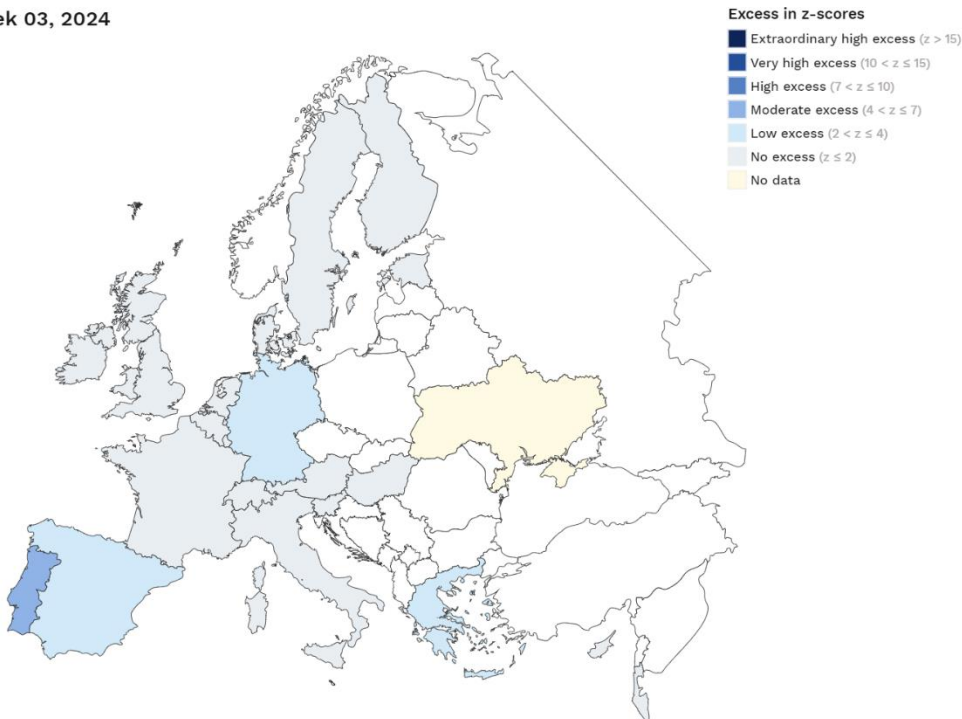 ek 03, 2024
Excess in z-scores
Extraordinary high excess (z > 15)
Very high excess (10 < z ≤ 15)
High excess (7 < z ≤ 10)
Moderate excess (4 < z ≤ 7)
Low excess (2 < z ≤ 4)
No excess (z ≤ 2)
No data